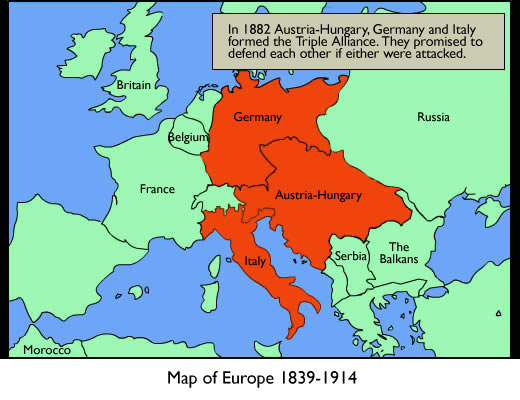 In 1882 Austria-Hungary, Germany and Italy
formed the Triple Alliance. They promised to
defend each other if either were attacked.
Britain
Germany
Russia
Belgium
France
Austria-Hungary
Serbia
The
Balkans
Italy
Morocco
Map of Europe 1839-1914